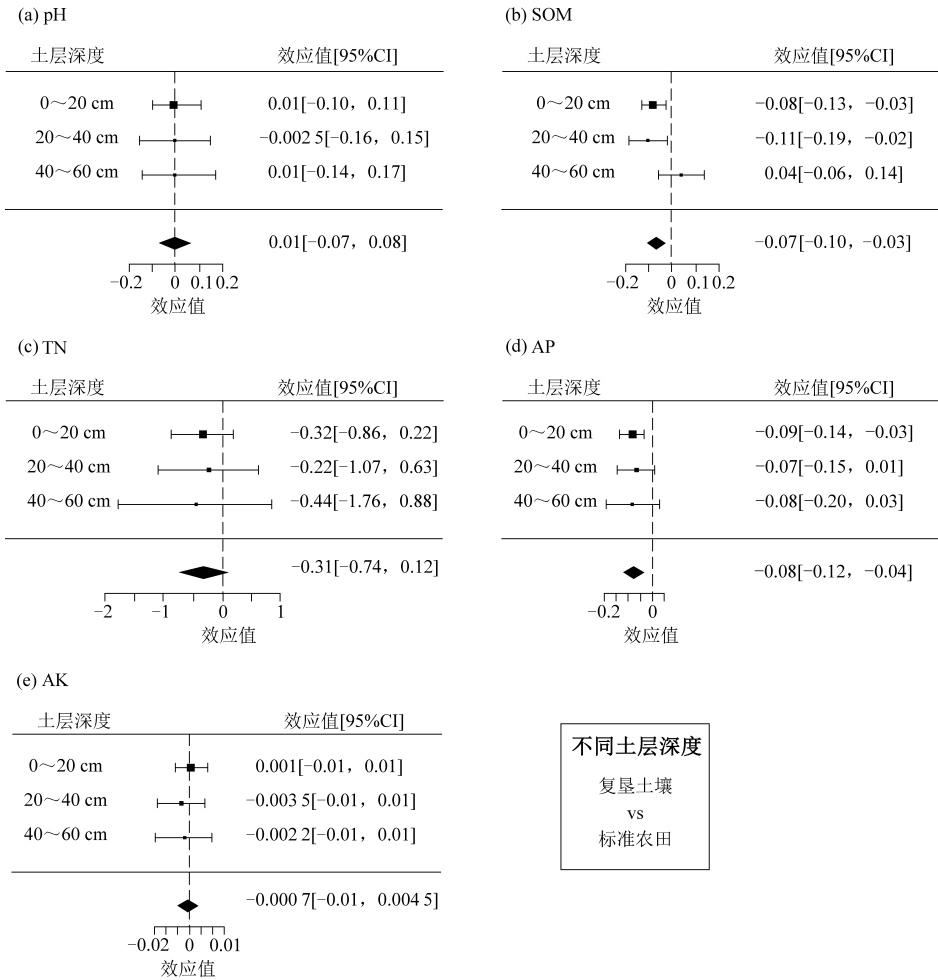 (a) pH
土层深度 效应值[95%CI]
0～20 cm 0.01[−0.10，0.11]
20～40 cm −0.002 5[−0.16，0.15]
40～60 cm 0.01[−0.14，0.17]
0.01[−0.07，0.08]
−0.2 0 0.1 0.2
效应值
(b) SOM
土层深度 效应值[95%CI]
0～20 cm −0.08[−0.13，−0.03]
20～40 cm −0.11[−0.19，−0.02]
40～60 cm 0.04[−0.06，0.14]
−0.07[−0.10，−0.03]
−0.2 0 0.1 0.2
效应值
(c) TN
土层深度 效应值[95%CI]
0～20 cm −0.32[−0.86，0.22]
20～40 cm −0.22[−1.07，0.63]
40～60 cm −0.44[−1.76，0.88]
−0.31[−0.74，0.12]
−2 −1 0 1
效应值
(d) AP
土层深度 效应值[95%CI]
0～20 cm −0.09[−0.14，−0.03]
20～40 cm −0.07[−0.15，0.01]
40～60 cm −0.08[−0.20，0.03]
−0.08[−0.12，−0.04]
−0.2 0
效应值
(e) AK
土层深度 效应值[95%CI]
0～20 cm 0.001[−0.01，0.01]
20～40 cm −0.003 5[−0.01，0.01]
40～60 cm −0.002 2[−0.01，0.01]
−0.000 7[−0.01，0.004 5]
−0.02 0 0.01
效应值
不同土层深度
复垦土壤
vs
标准农田